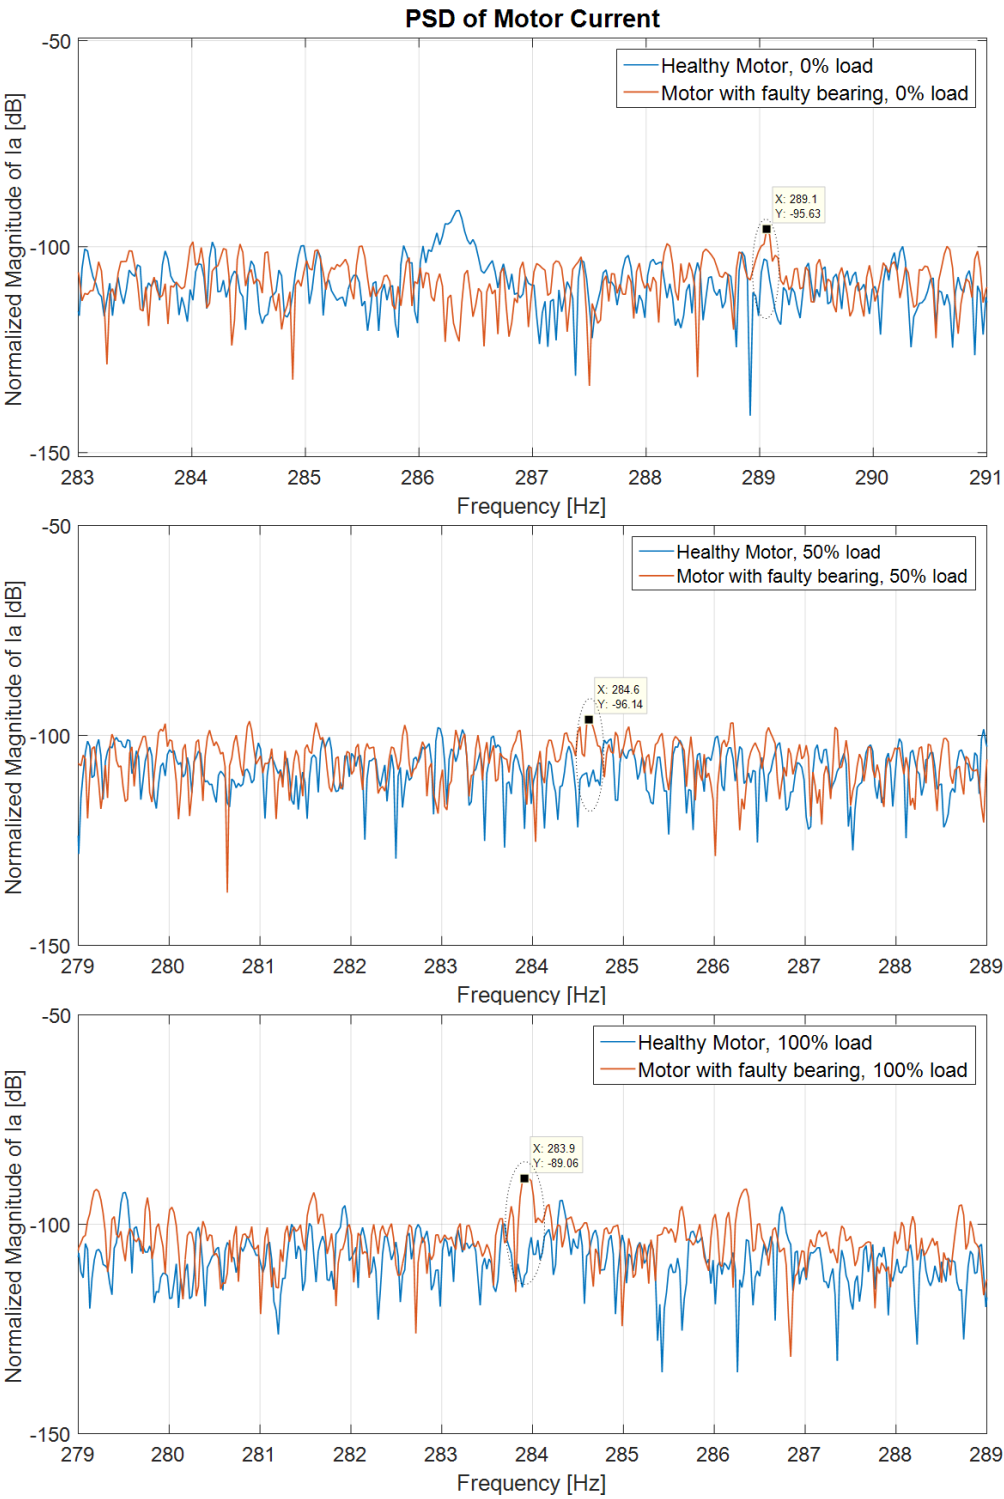 PSD of Motor Current
-50
-100
-150
Normalized Magnitude of Ia [dB]
Healthy Motor, 0% load
Motor with faulty bearing, 0% load
X: 289.1
Y: -95.63
283 284 285 286 287 288 289 290 291
Frequency [Hz]
-50
-100
-150
Normalized Magnitude of Ia [dB]
Healthy Motor, 50% load
Motor with faulty bearing, 50% load
X: 284.6
Y: -96.14
279 280 281 282 283 284 285 286 287 288 289
Frequency [Hz]
-50
-100
-150
Normalized Magnitude of Ia [dB]
Healthy Motor, 100% load
Motor with faulty bearing, 100% load
X: 283.9
Y: -89.06
279 280 281 282 283 284 285 286 287 288 289
Frequency [Hz]